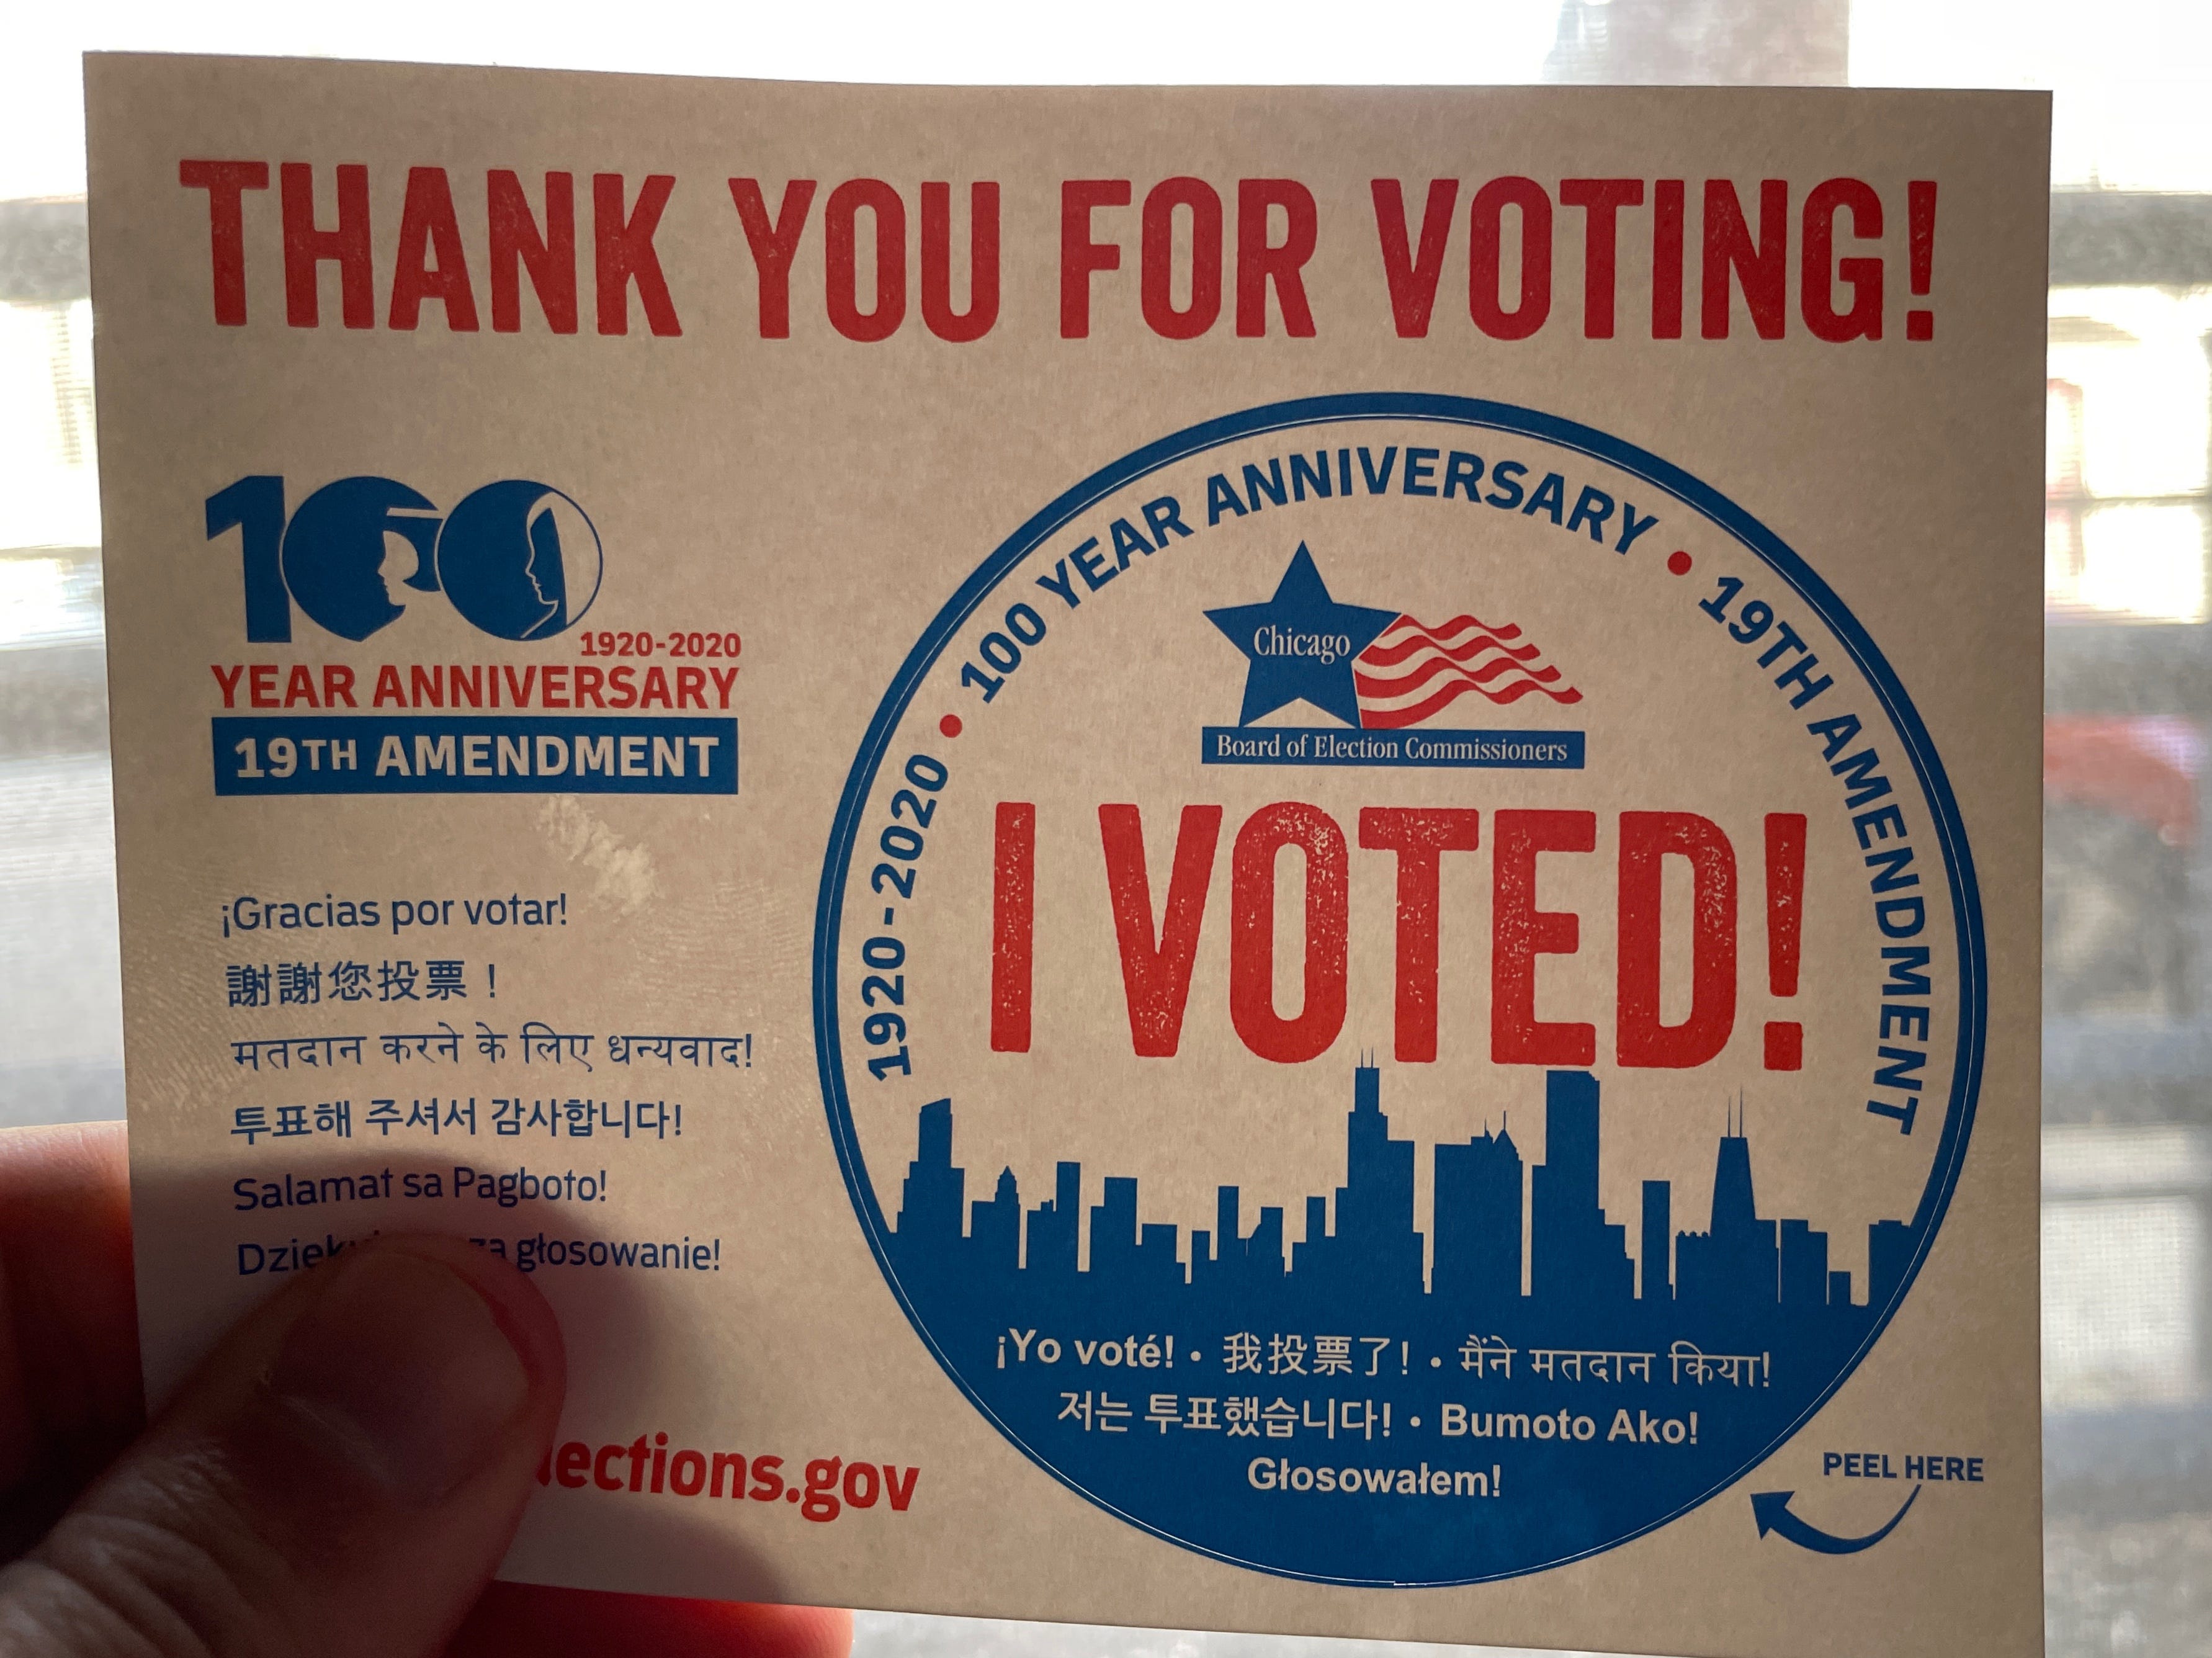 THANK YOU FOR VOTING!
100
1920-2020
YEAR ANNIVERSARY
19TH AMENDMENT
¡Gracias por votar!
謝謝您投票！
मतदान करने के लिए धन्यवाद!
투표해 주셔서 감사합니다!
Salamat sa Pagboto!
za głosowanie!
1920-2020 • 100 YEAR ANNIVERSARY • 19TH AMENDMENT
Chicago
Board of Election Commissioners
I VOTED!
¡Yo voté! • 我投票了! • मैंने मतदान किया!
저는 투표했습니다! • Bumoto Ako!
Głosowałem!
PEEL HERE